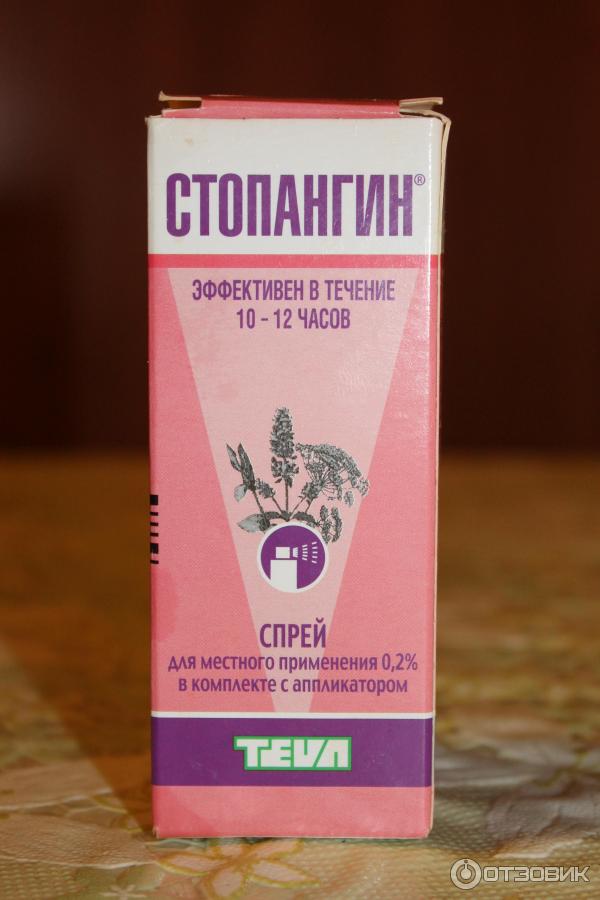 СТОПАНГИН®
ЭФФЕКТИВЕН В ТЕЧЕНИЕ
10 – 12 ЧАСОВ
СПРЕЙ
для местного применения 0,2%
в комплекте с аппликатором
TEVA
ОТЗОВИК